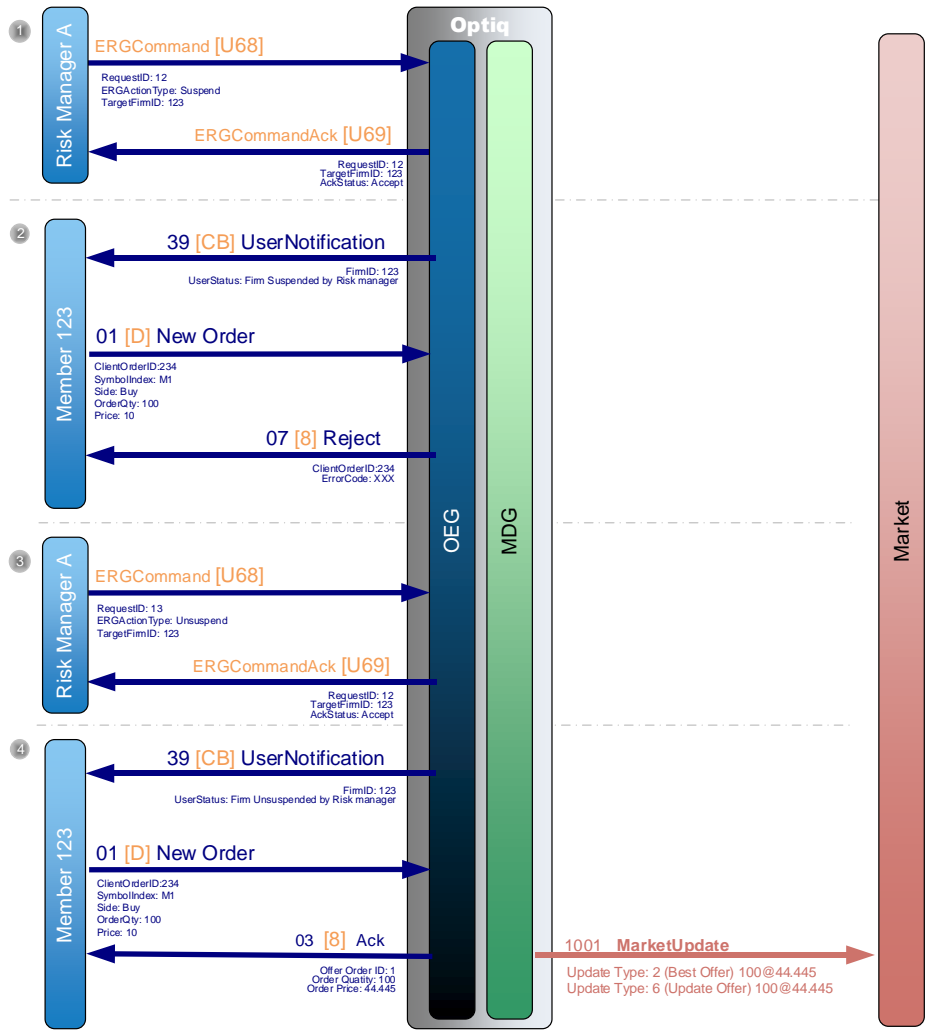 1
Risk Manager A
Optiq
ERGCommand [U68]
RequestID: 12
ERGActionType: Suspend
TargetFirmID: 123
ERGCommandAck [U69]
RequestID: 12
TargetFirmID: 123
AckStatus: Accept
2
Member 123
39 [CB] UserNotification
FirmID: 123
UserStatus: Firm Suspended by Risk manager
01 [D] New Order
ClientOrderID:234
SymbolIndex: M1
Side: Buy
OrderQty: 100
Price: 10
07 [8] Reject
ClientOrderID:234
ErrorCode: XXX
OEG
MDG
Market
3
Risk Manager A
ERGCommand [U68]
RequestID: 13
ERGActionType: Unsuspend
TargetFirmID: 123
ERGCommandAck [U69]
RequestID: 12
TargetFirmID: 123
AckStatus: Accept
4
Member 123
39 [CB] UserNotification
FirmID: 123
UserStatus: Firm Unsuspended by Risk manager
01 [D] New Order
ClientOrderID:234
SymbolIndex: M1
Side: Buy
OrderQty: 100
Price: 10
03 [8] Ack
Offer Order ID: 1
Order Quatity: 100
Order Price: 44.445
1001 MarketUpdate
Update Type: 2 (Best Offer) 100@44.445
Update Type: 6 (Update Offer) 100@44.445